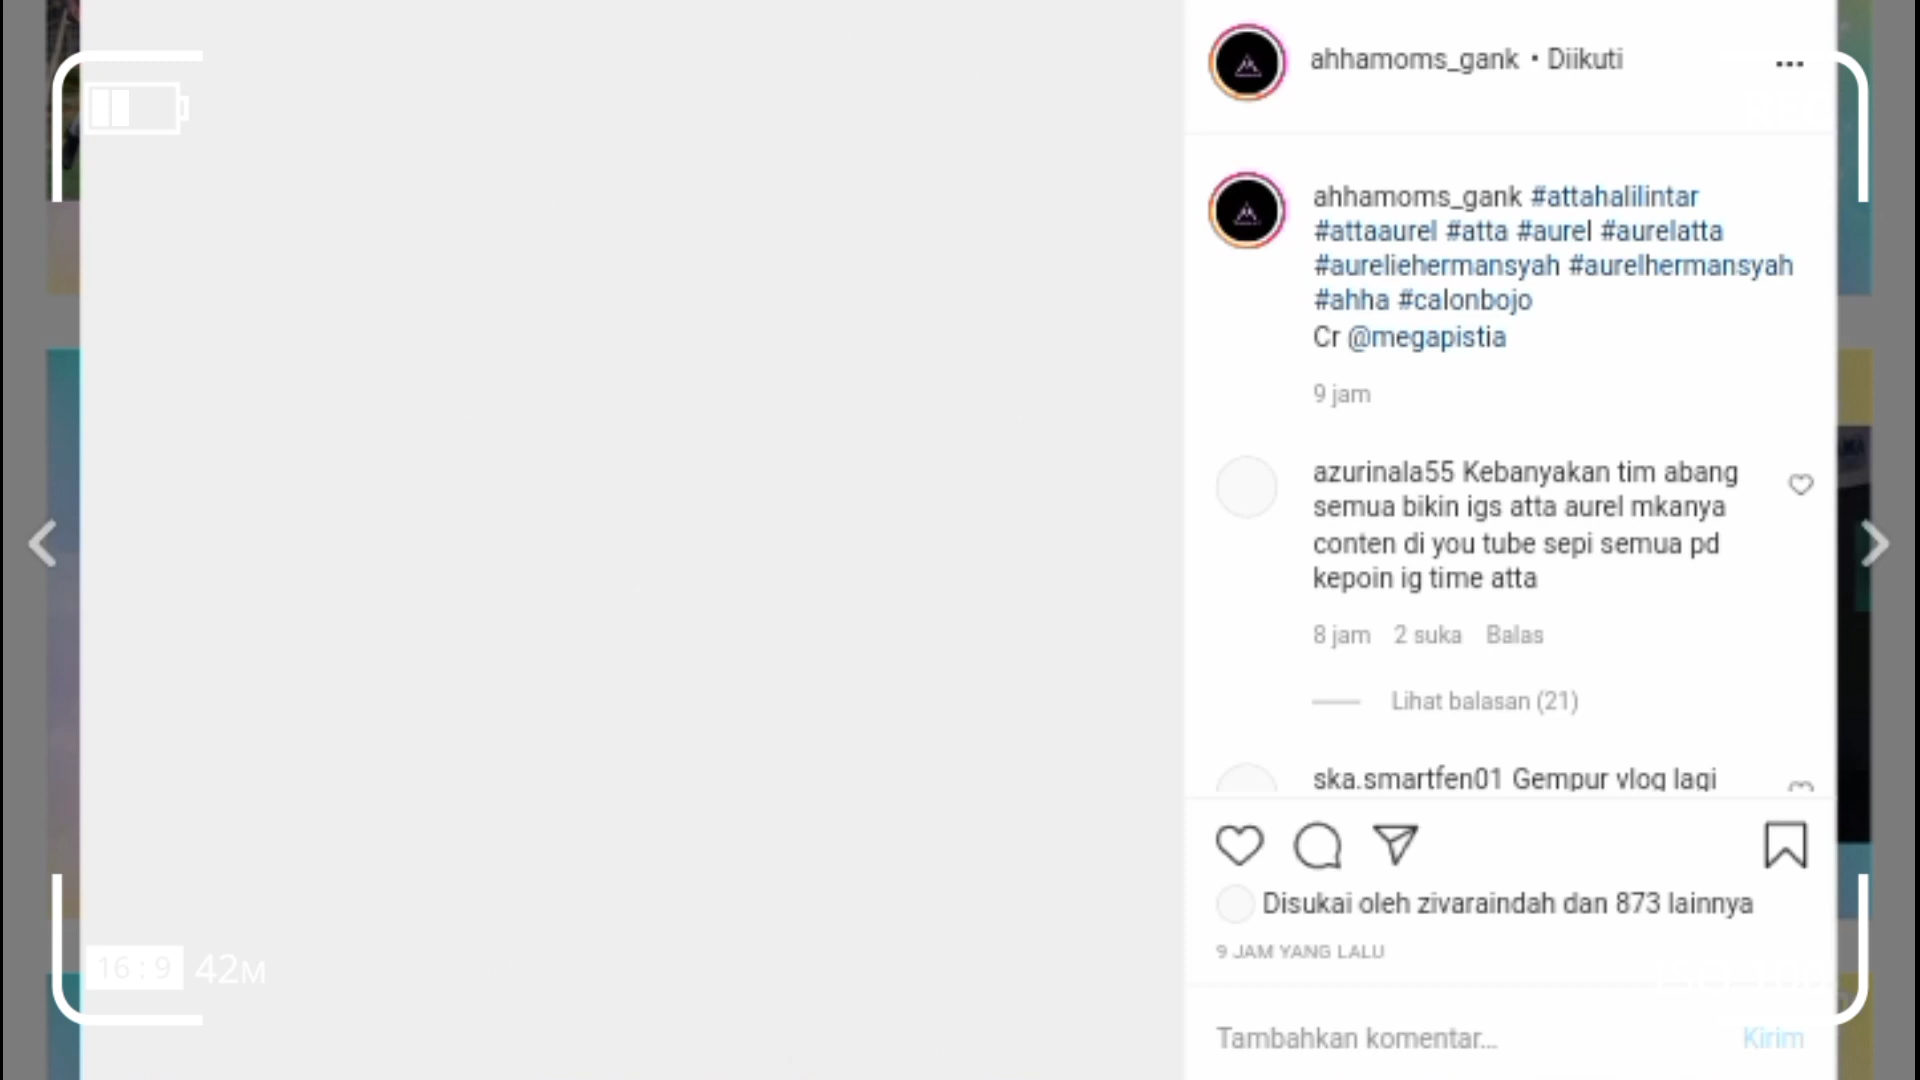 ahhamoms_gank • Diikuti
ahhamoms_gank #attahalilintar
#attaaurel #atta #aurel #aurelatta
#aureliehermansyah #aurelhermansyah
#ahha #calonbojo
Cr @megapistia
9 jam
azurinala55 Kebanyakan tim abang
semua bikin igs atta aurel mkanya
conten di you tube sepi semua pd
kepoin ig time atta
8 jam 2 suka Balas
Lihat balasan (21)
ska.smartfen01 Gempur vlog lagi
Disukai oleh zivaraindah dan 873 lainnya
9 JAM YANG LALU
Tambahkan komentar... Kirim
16:9 42M